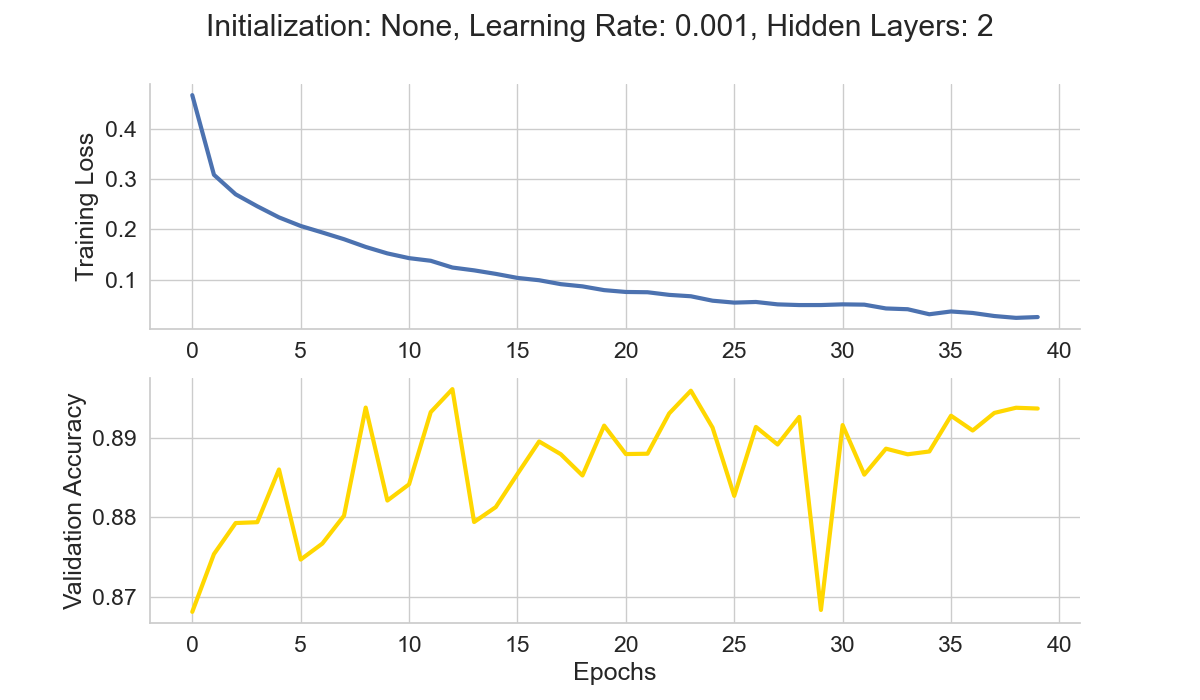 Initialization: None, Learning Rate: 0.001, Hidden Layers: 2
Training Loss
0.4
0.3
0.2
0.1
0 5 10 15 20 25 30 35 40
Validation Accuracy
0.89
0.88
0.87
0 5 10 15 20 25 30 35 40
Epochs